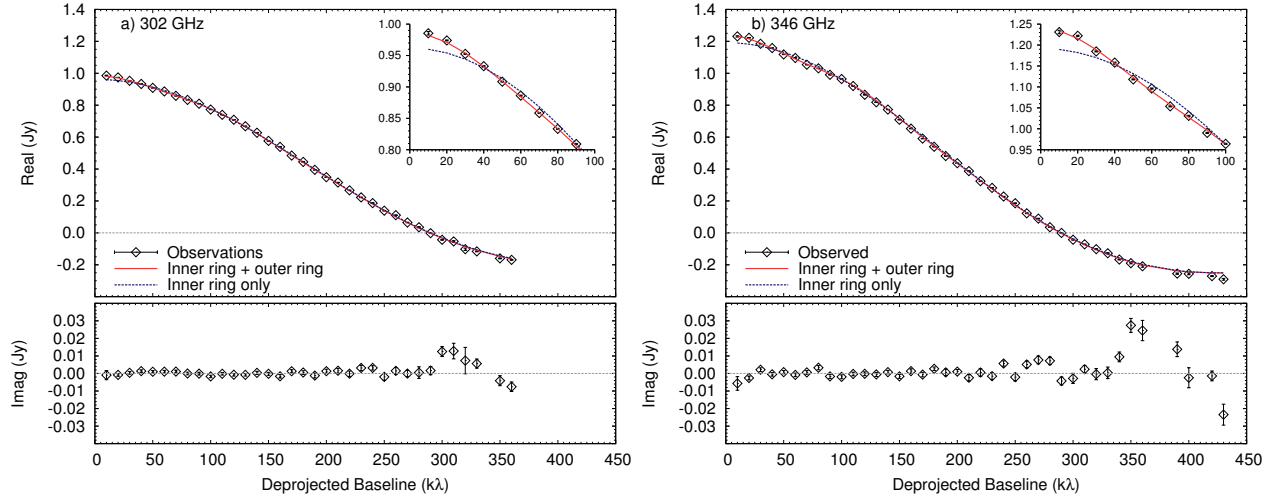 a) 302 GHz
Real (Jy)
1.4
1.2
1.0
0.8
0.6
0.4
0.2
0.0
-0.2
1.00
0.95
0.90
0.85
0.80
0 20 40 60 80 100
Observations
Inner ring + outer ring
Inner ring only
Imag (Jy)
0.03
0.02
0.01
0.00
-0.01
-0.02
-0.03
0 50 100 150 200 250 300 350 400 450
Deprojected Baseline (kλ)
b) 346 GHz
Real (Jy)
1.4
1.2
1.0
0.8
0.6
0.4
0.2
0.0
-0.2
1.25
1.20
1.15
1.10
1.05
1.00
0.95
0 20 40 60 80 100
Observed
Inner ring + outer ring
Inner ring only
Imag (Jy)
0.03
0.02
0.01
0.00
-0.01
-0.02
-0.03
0 50 100 150 200 250 300 350 400 450
Deprojected Baseline (kλ)